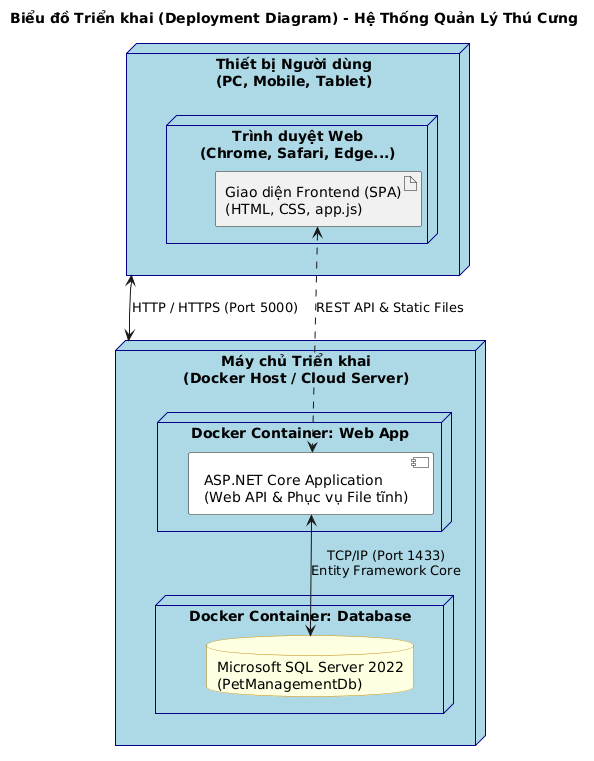 Biểu đồ Triển khai (Deployment Diagram) - Hệ Thống Quản Lý Thú Cưng
Thiết bị Người dùng
(PC, Mobile, Tablet)
Trình duyệt Web
(Chrome, Safari, Edge...)
Giao diện Frontend (SPA)
(HTML, CSS, app.js)
HTTP / HTTPS (Port 5000)
REST API & Static Files
Máy chủ Triển khai
(Docker Host / Cloud Server)
Docker Container: Web App
ASP.NET Core Application
(Web API & Phục vụ File tĩnh)
TCP/IP (Port 1433)
Entity Framework Core
Docker Container: Database
Microsoft SQL Server 2022
(PetManagementDb)